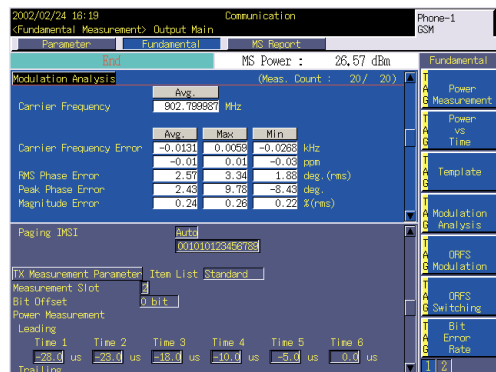 2002/02/24 16:19 Communication Phone-1
<Fundamental Measurement> Output Main GSM
Parameter Fundamental MS Report
End MS Power : 26.57 dBm Fundamental
Modulation Analysis (Meas. Count : 20/ 20)
Avg.
Carrier Frequency 902.799987 MHz
Avg. Max Min
Carrier Frequency Error -0.0131 0.0059 -0.0268 kHz
-0.01 0.01 -0.03 ppm
RMS Phase Error 2.57 3.34 1.88 deg.(rms)
Peak Phase Error 2.43 9.78 -8.43 deg.
Magnitude Error 0.24 0.26 0.22 %(rms)
Paging IMSI Auto
001010123456789
TX Measurement Parameter Item List Standard
Measurement Slot 2
Bit Offset 0 bit
Power Measurement
Leading
Time 1 Time 2 Time 3 Time 4 Time 5 Time 6
-28.0 us -23.0 us -18.0 us -10.0 us -5.0 us 0.0 us
Trailing
TAG Power Measurement
TAG Power vs Time
TAG Template
TAG Modulation Analysis
TAG ORFS Modulation
TAG ORFS Switching
TAG Bit Error Rate
1 2